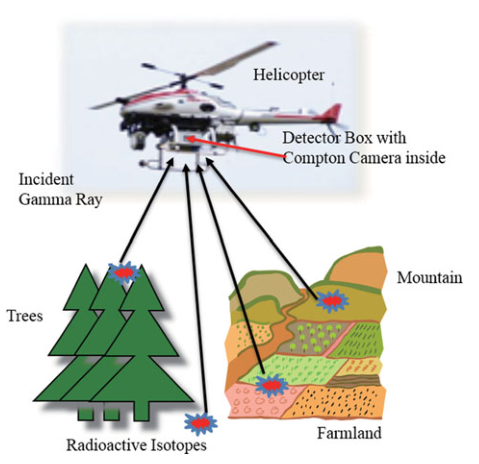 Helicopter
Detector Box with
Compton Camera inside
Incident
Gamma Ray
Mountain
Trees
Farmland
Radioactive Isotopes